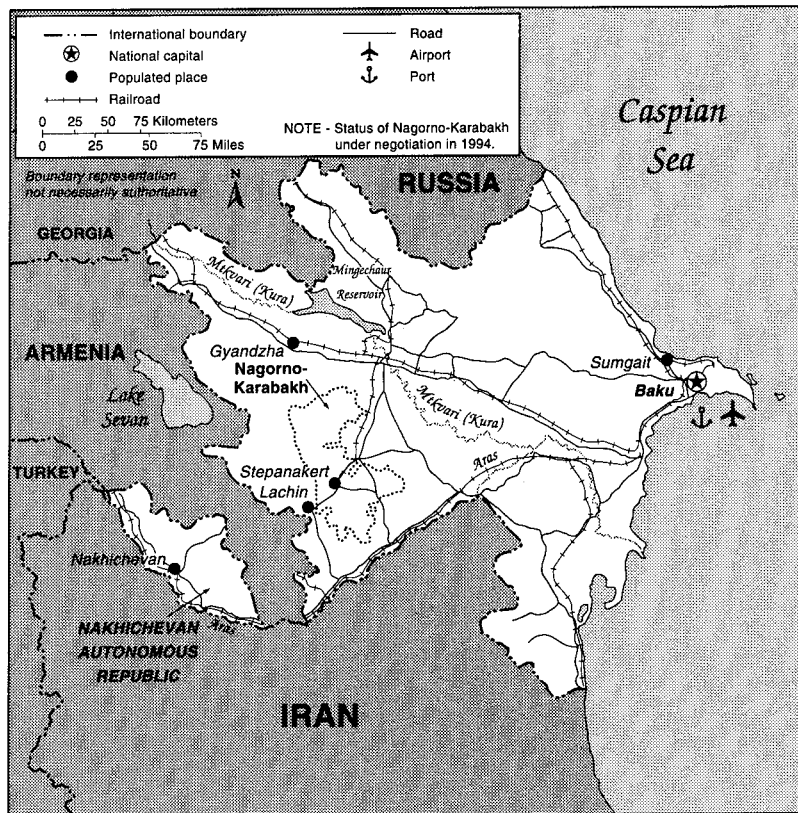 International boundary
National capital
Populated place
Railroad
0 25 50 75 Kilometers
0 25 50 75 Miles
Road
Airport
Port
NOTE - Status of Nagorno-Karabakh
under negotiation in 1994.
Boundary representation
not necessarily authoritative
N
Caspian
Sea
RUSSIA
GEORGIA
Mtkvari (Kura)
Mingechaur
Reservoir
ARMENIA
Gyandzha
Nagorno-
Karabakh
Lake
Sevan
Sumgait
Baku
Mtkvari (Kura)
Aras
TURKEY
Stepanakert
Lachin
Nakhichevan
Aras
NAKHICHEVAN
AUTONOMOUS
REPUBLIC
IRAN